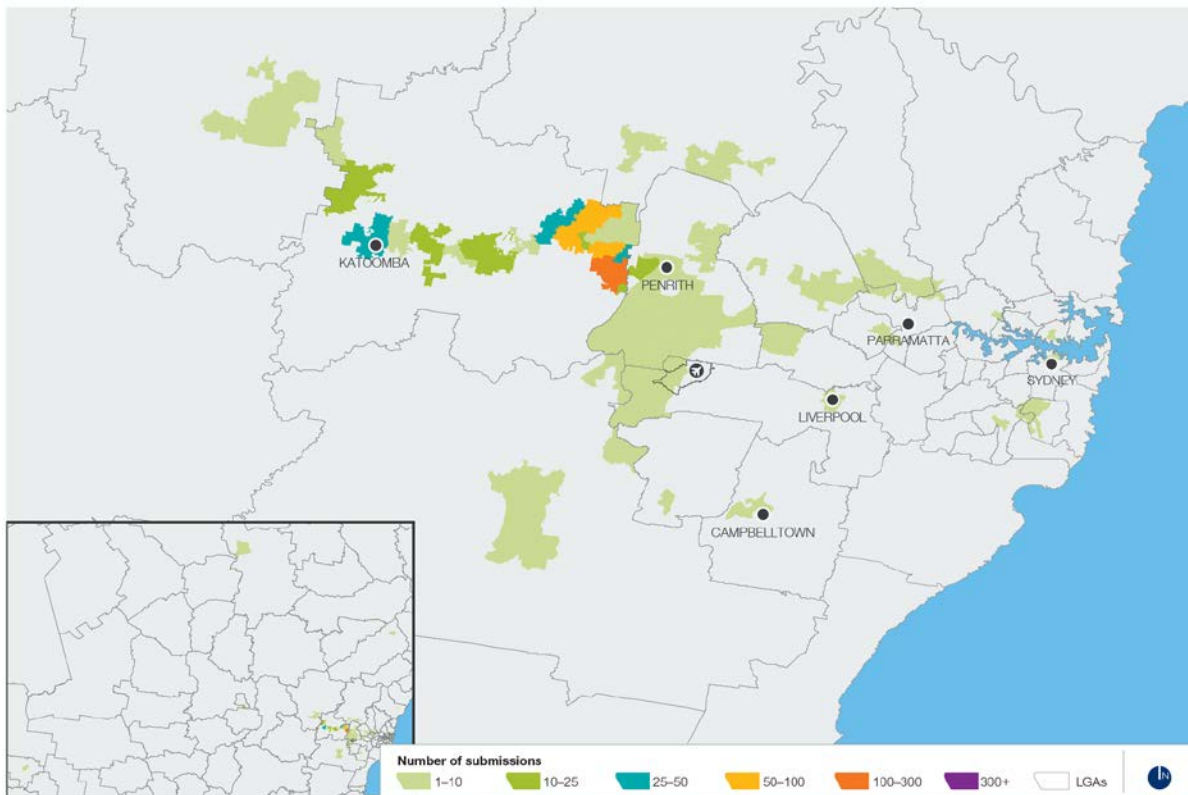 KATOOMBA
PENRITH
PARRAMATTA
SYDNEY
LIVERPOOL
CAMPBELLTOWN
Number of submissions
1–10
10–25
25–50
50–100
100–300
300+
LGAs
N